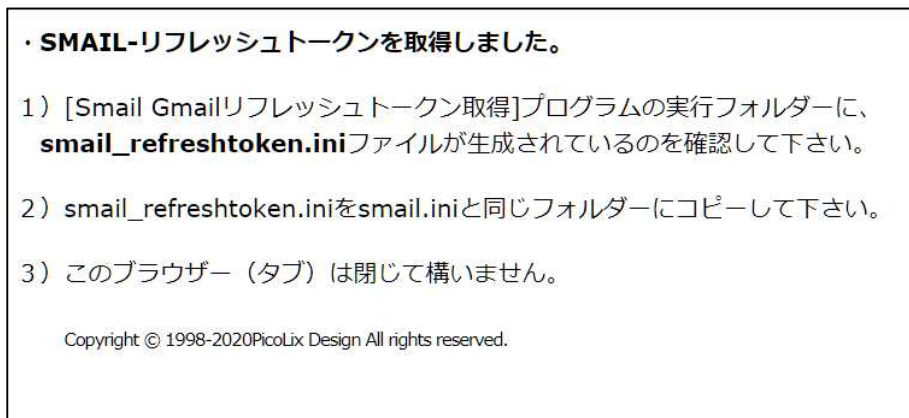 ・SMAIL-リフレッシュトークンを取得しました。
1）[Smail Gmailリフレッシュトークン取得]プログラムの実行フォルダーに、
smail_refreshtoken.iniファイルが生成されているのを確認して下さい。
2）smail_refreshtoken.iniをsmail.iniと同じフォルダーにコピーして下さい。
3）このブラウザー（タブ）は閉じて構いません。
Copyright © 1998-2020PicoLix Design All rights reserved.